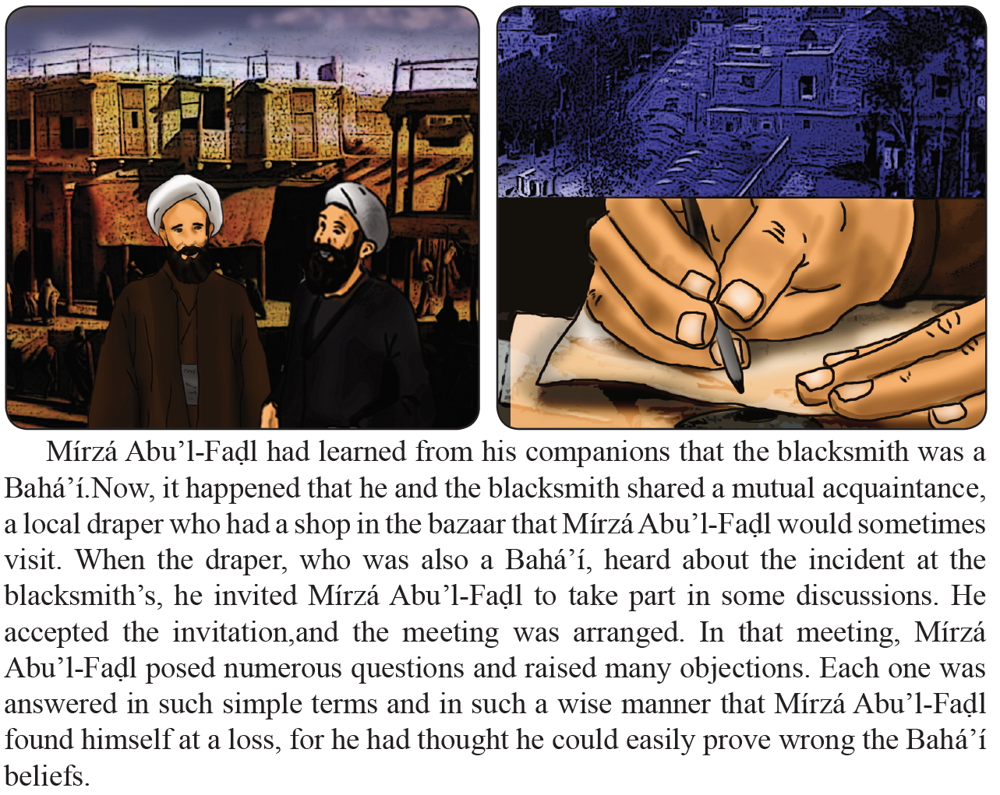 Mírzá Abu’l-Faḍl had learned from his companions that the blacksmith was a
Bahá’í.Now, it happened that he and the blacksmith shared a mutual acquaintance,
a local draper who had a shop in the bazaar that Mírzá Abu’l-Faḍl would sometimes
visit. When the draper, who was also a Bahá’í, heard about the incident at the
blacksmith’s, he invited Mírzá Abu’l-Faḍl to take part in some discussions. He
accepted the invitation,and the meeting was arranged. In that meeting, Mírzá
Abu’l-Faḍl posed numerous questions and raised many objections. Each one was
answered in such simple terms and in such a wise manner that Mírzá Abu’l-Faḍl
found himself at a loss, for he had thought he could easily prove wrong the Bahá’í
beliefs.